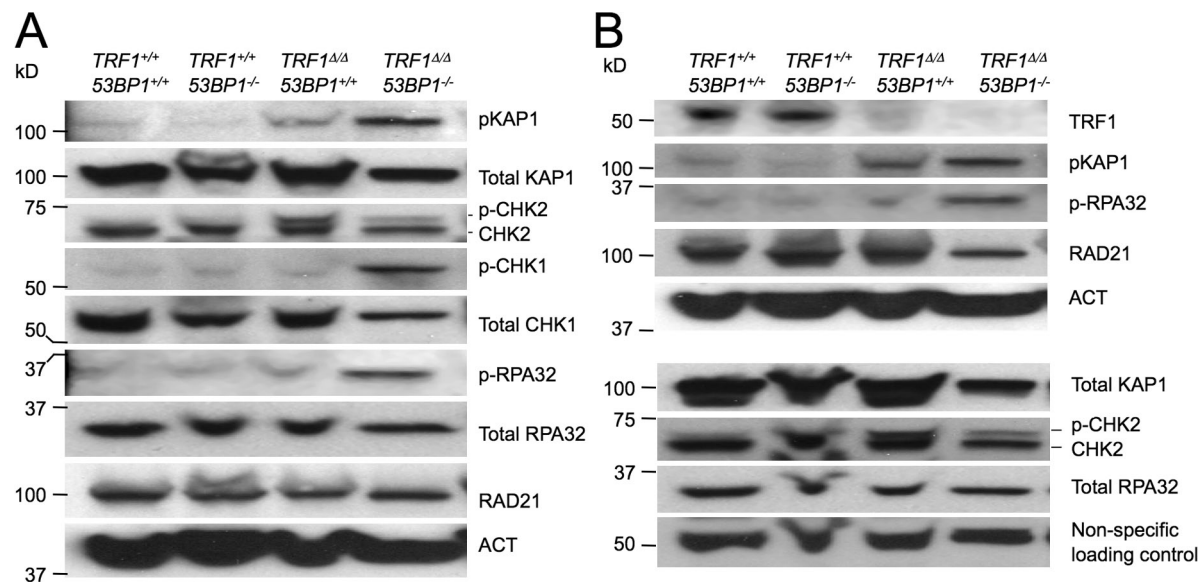 A
kD
TRF1+/+ TRF1+/+ TRF1Δ/Δ TRF1Δ/Δ
53BP1+/+ 53BP1-/- 53BP1+/+ 53BP1-/-
100
pKAP1
100
Total KAP1
75
p-CHK2
CHK2
p-CHK1
50
Total CHK1
50
37
p-RPA32
37
Total RPA32
100
RAD21
ACT
37
B
kD
TRF1+/+ TRF1+/+ TRF1Δ/Δ TRF1Δ/Δ
53BP1+/+ 53BP1-/- 53BP1+/+ 53BP1-/-
50
TRF1
pKAP1
100
37
p-RPA32
100
RAD21
ACT
37
100
Total KAP1
75
p-CHK2
CHK2
37
Total RPA32
50
Non-specific
loading control